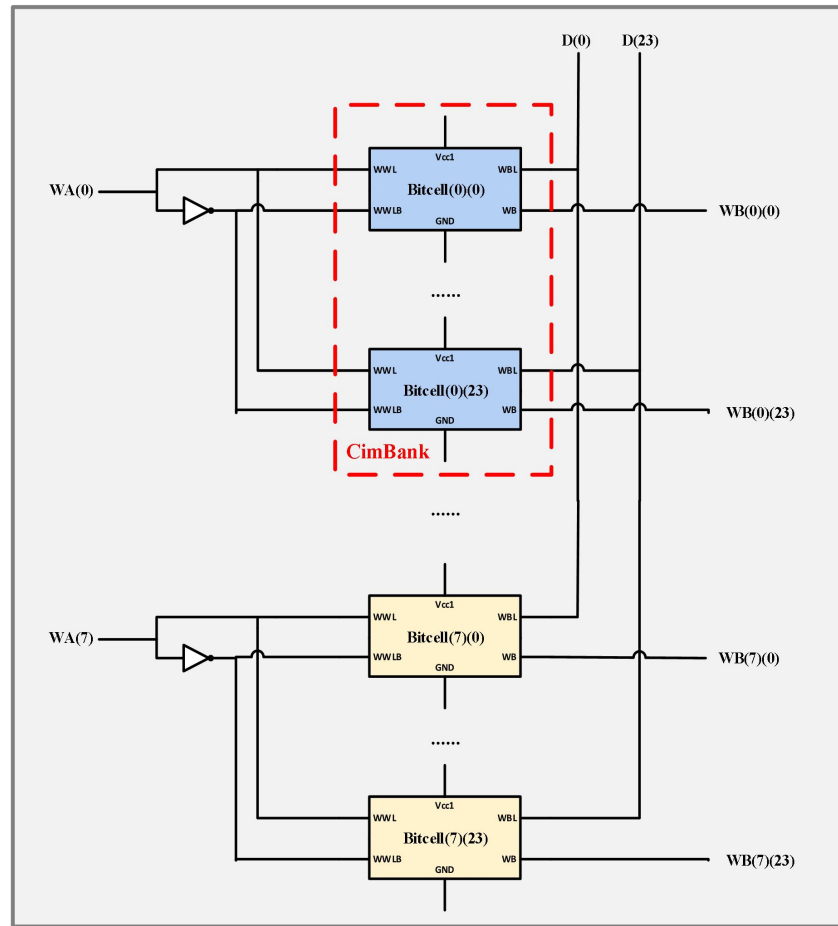 D(0) D(23)
Vcc1
WWL WBL
WA(0) Bitcell(0)(0)
WWLB WB WB(0)(0)
GND
......
Vcc1
WWL WBL
Bitcell(0)(23)
WWLB WB WB(0)(23)
GND
CimBank
......
Vcc1
WWL WBL
WA(7) Bitcell(7)(0)
WWLB WB WB(7)(0)
GND
......
Vcc1
WWL WBL
Bitcell(7)(23)
WWLB WB WB(7)(23)
GND